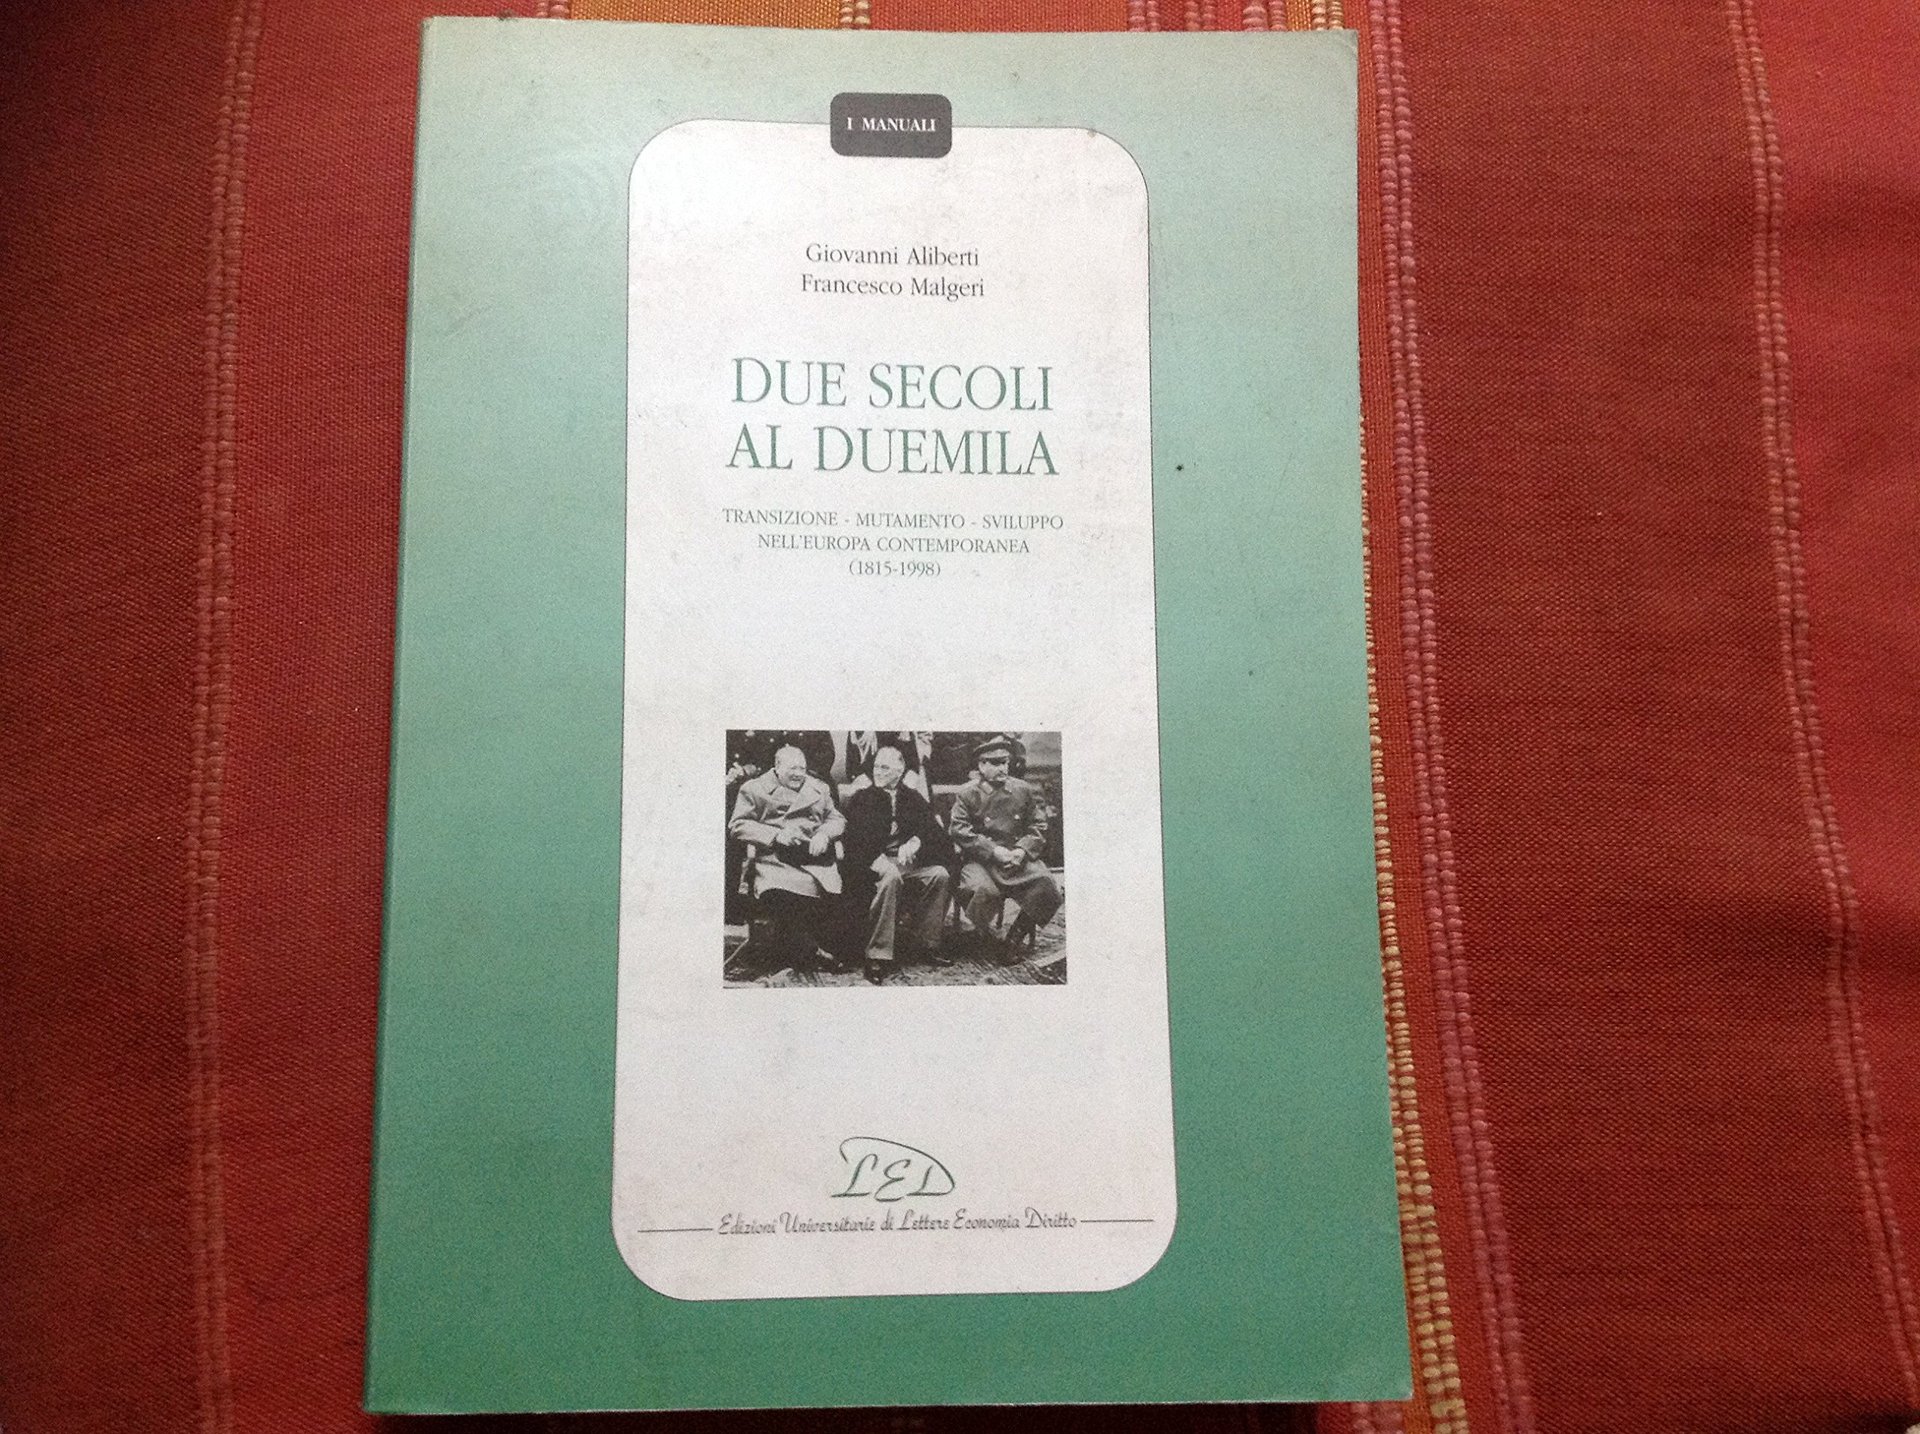 I MANUALI
Giovanni Aliberti
Francesco Malgeri
DUE SECOLI
AL DUEMILA
TRANSIZIONE - MUTAMENTO - SVILUPPO
NELL'EUROPA CONTEMPORANEA
(1815-1998)
LED
Edizioni Universitarie di Lettere Economia Diritto